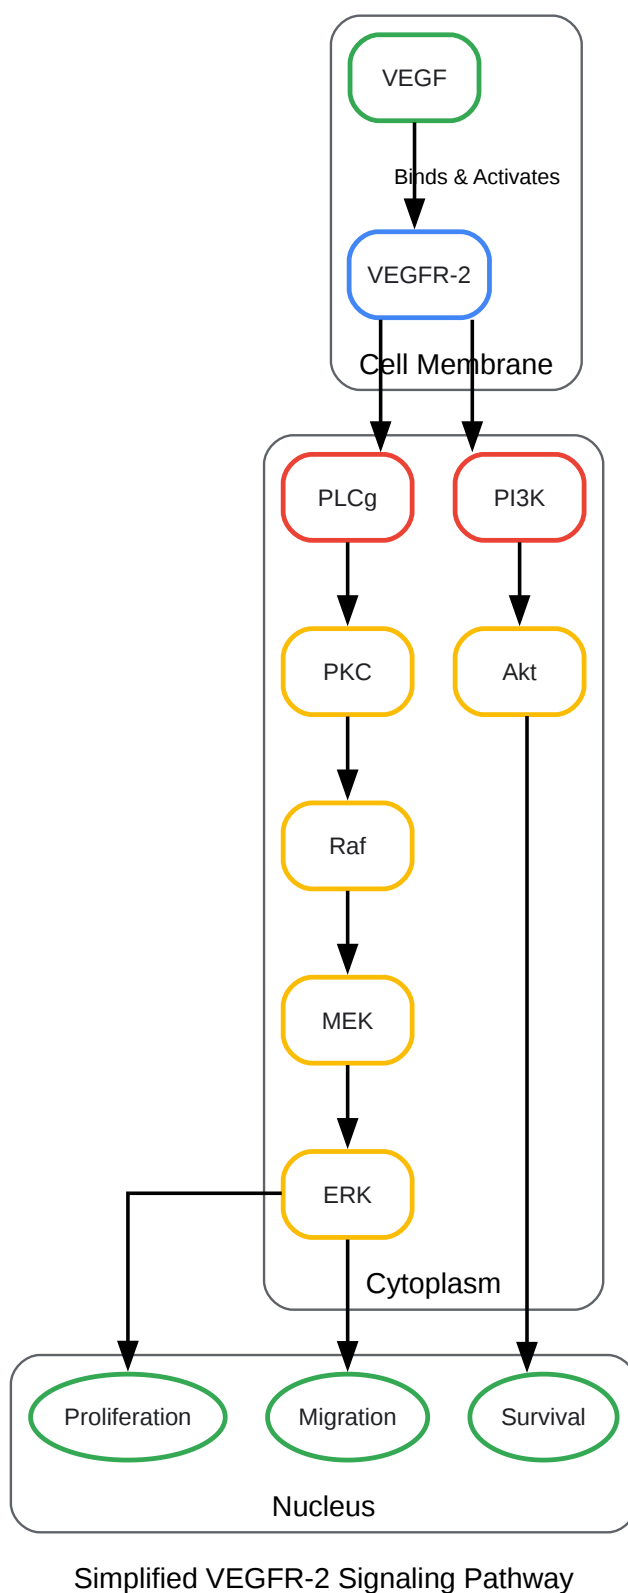 VEGF
Binds & Activates
VEGFR-2
Cell Membrane
PLCg
PI3K
PKC
Akt
Raf
MEK
ERK
Cytoplasm
Proliferation
Migration
Survival
Nucleus
Simplified VEGFR-2 Signaling Pathway